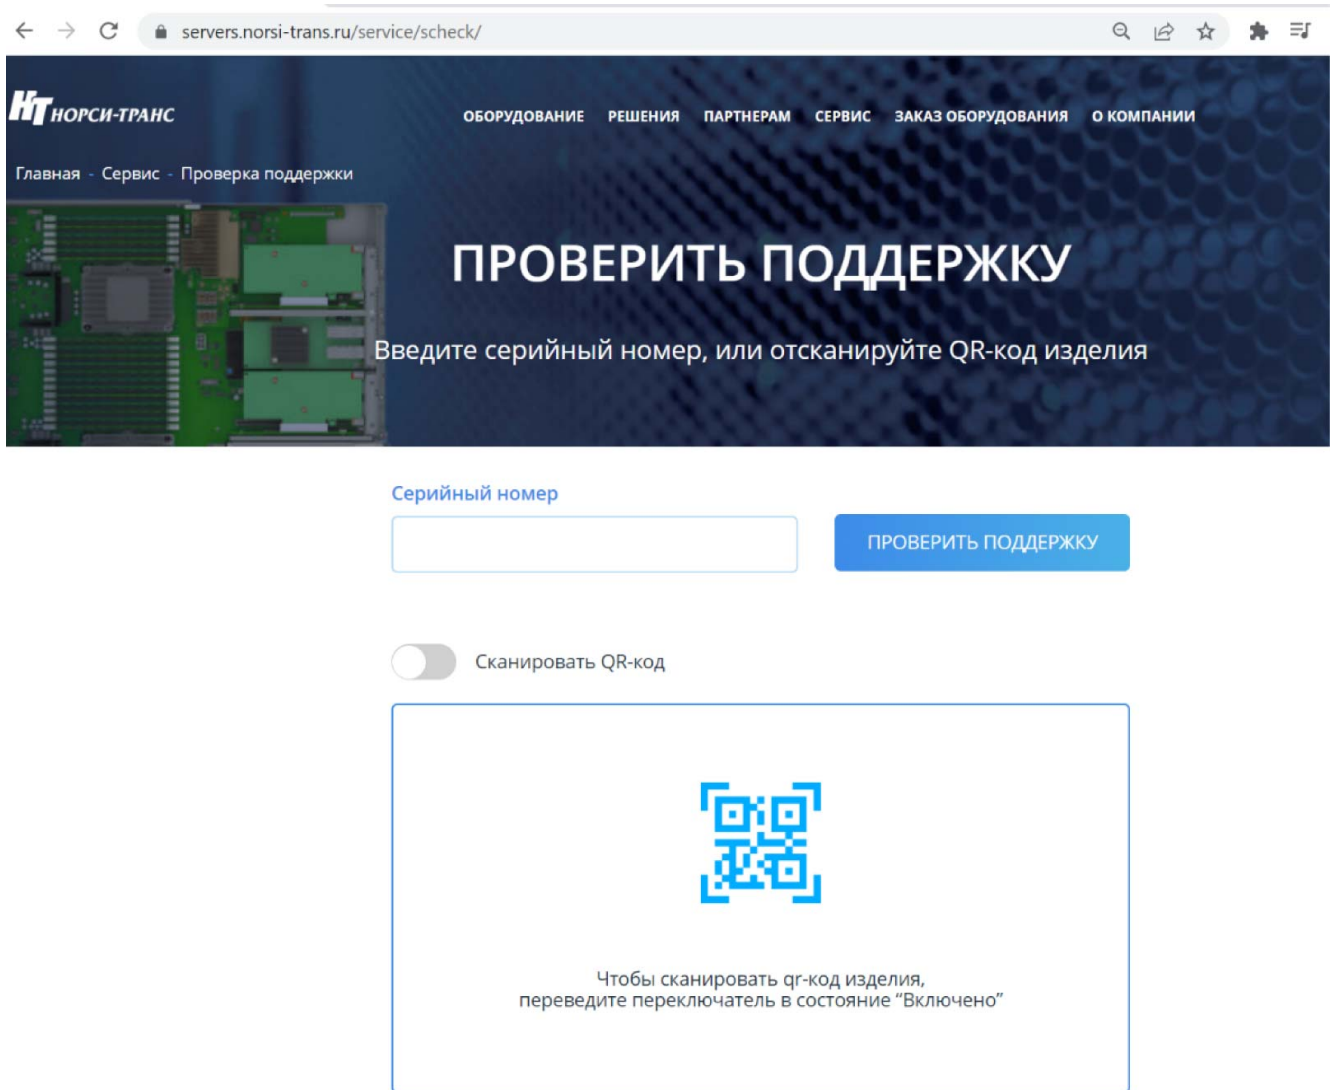 servers.norsi-trans.ru/service/scheck/
НТ НОРСИ-ТРАНС
ОБОРУДОВАНИЕ РЕШЕНИЯ ПАРТНЕРАМ СЕРВИС ЗАКАЗ ОБОРУДОВАНИЯ О КОМПАНИИ
Главная - Сервис - Проверка поддержки
ПРОВЕРИТЬ ПОДДЕРЖКУ
Введите серийный номер, или отсканируйте QR-код изделия
Серийный номер
ПРОВЕРИТЬ ПОДДЕРЖКУ
Сканировать QR-код
Чтобы сканировать qr-код изделия,
переведите переключатель в состояние “Включено”